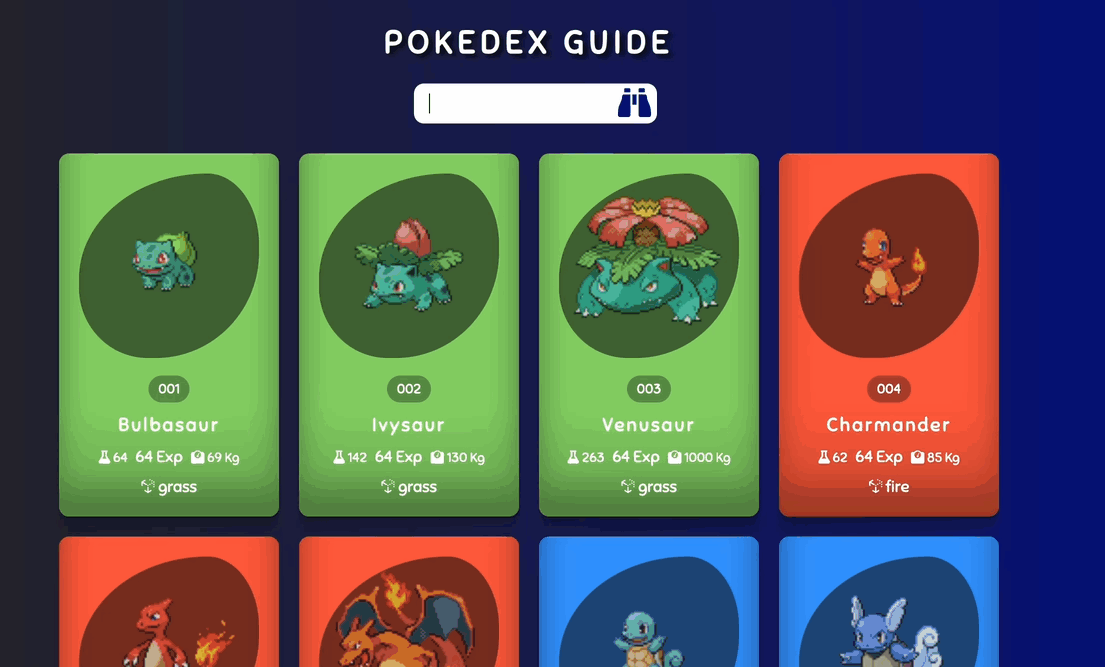 POKEDEX GUIDE
001 002 003 004
Bulbasaur Ivysaur Venusaur Charmander
64 64 Exp 69 Kg 142 64 Exp 130 Kg 263 64 Exp 1000 Kg 62 64 Exp 85 Kg
grass grass grass fire